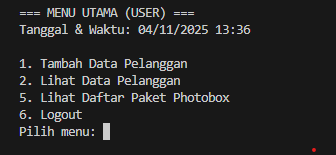 === MENU UTAMA (USER) ===
Tanggal & Waktu: 04/11/2025 13:36
1. Tambah Data Pelanggan
2. Lihat Data Pelanggan
5. Lihat Daftar Paket Photobox
6. Logout
Pilih menu: